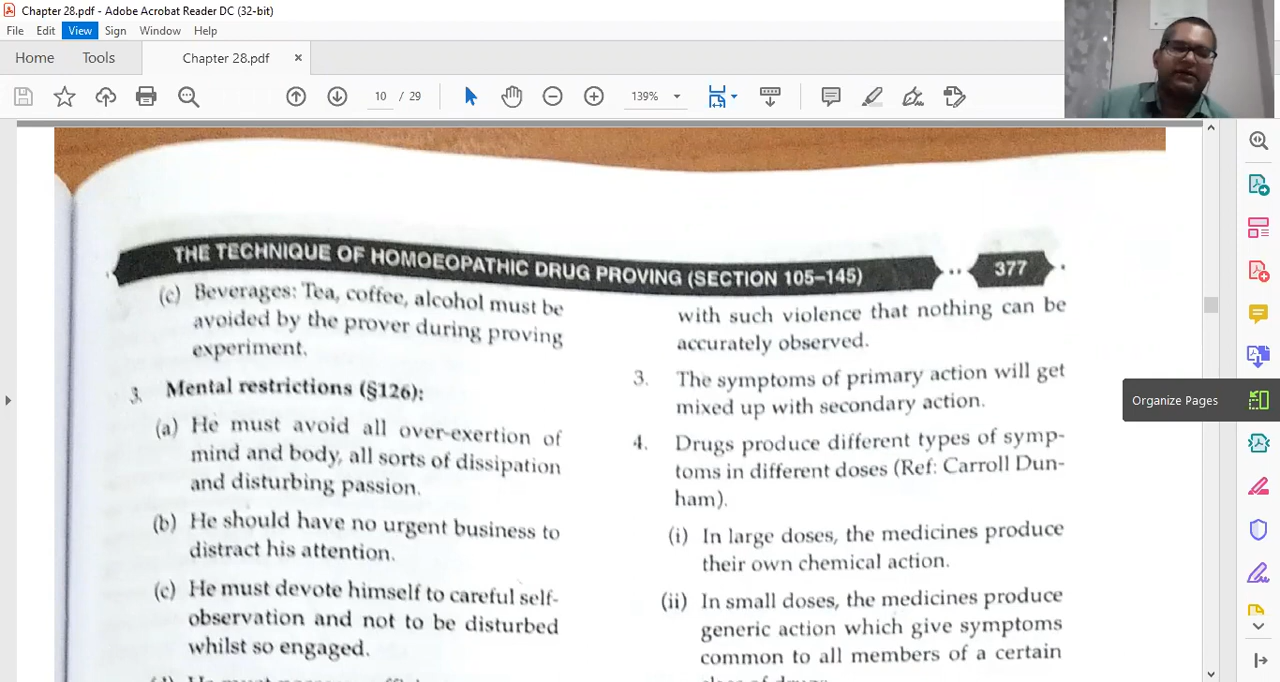 Chapter 28.pdf - Adobe Acrobat Reader DC (32-bit)
File Edit View Sign Window Help
Home Tools Chapter 28.pdf ×
10 / 29 139%
THE TECHNIQUE OF HOMOEOPATHIC DRUG PROVING (SECTION 105–145) 377
(c) Beverages: Tea, coffee, alcohol must be
avoided by the prover during proving
experiment.
3. Mental restrictions (§126):
(a) He must avoid all over-exertion of
mind and body, all sorts of dissipation
and disturbing passion.
(b) He should have no urgent business to
distract his attention.
(c) He must devote himself to careful self-
observation and not to be disturbed
whilst so engaged.
with such violence that nothing can be
accurately observed.
3. The symptoms of primary action will get
mixed up with secondary action.
4. Drugs produce different types of symp-
toms in different doses (Ref: Carroll Dun-
ham).
(i) In large doses, the medicines produce
their own chemical action.
(ii) In small doses, the medicines produce
generic action which give symptoms
common to all members of a certain
Organize Pages